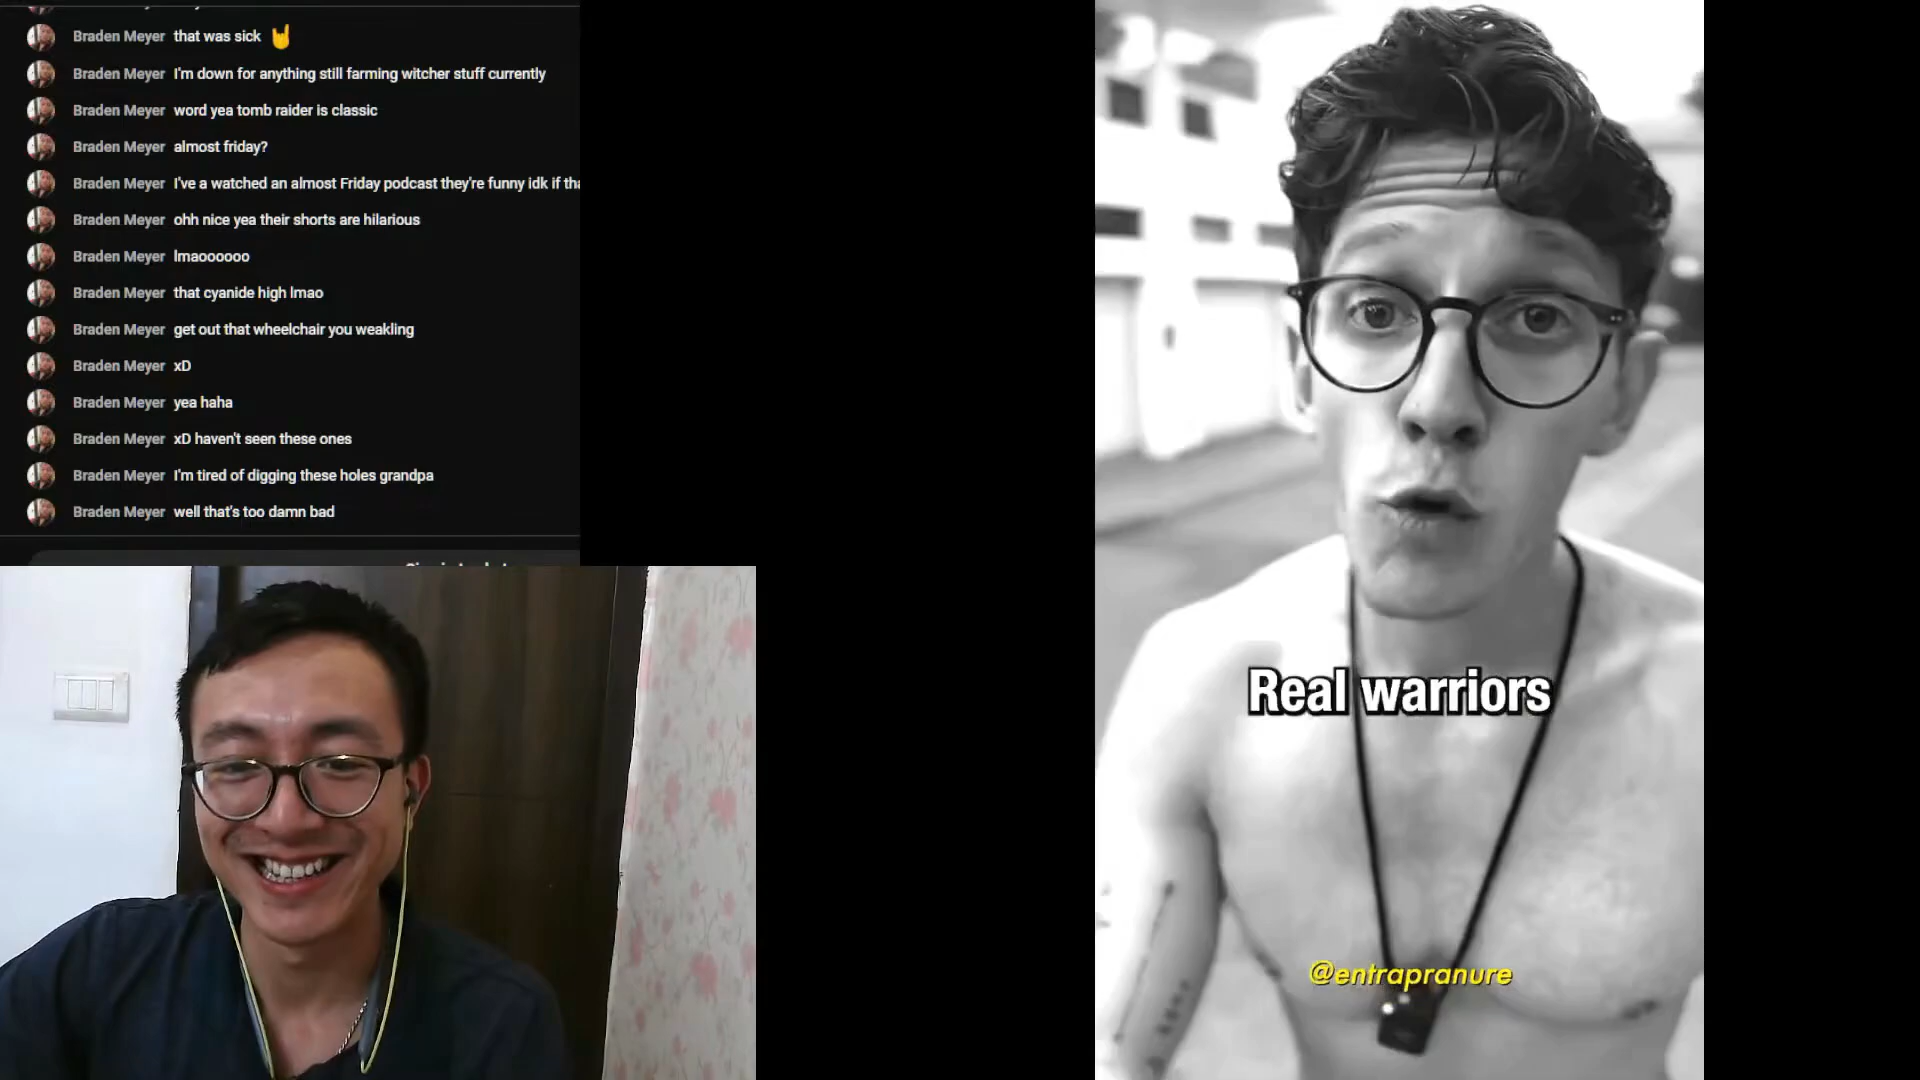 Braden Meyer that was sick 🤘
Braden Meyer I'm down for anything still farming witcher stuff currently
Braden Meyer word yea tomb raider is classic
Braden Meyer almost friday?
Braden Meyer I've a watched an almost Friday podcast they're funny idk if
Braden Meyer ohh nice yea their shorts are hilarious
Braden Meyer lmaoooooo
Braden Meyer that cyanide high lmao
Braden Meyer get out that wheelchair you weakling
Braden Meyer xD
Braden Meyer yea haha
Braden Meyer xD haven't seen these ones
Braden Meyer I'm tired of digging these holes grandpa
Braden Meyer well that's too damn bad
Real warriors
@entrapranure